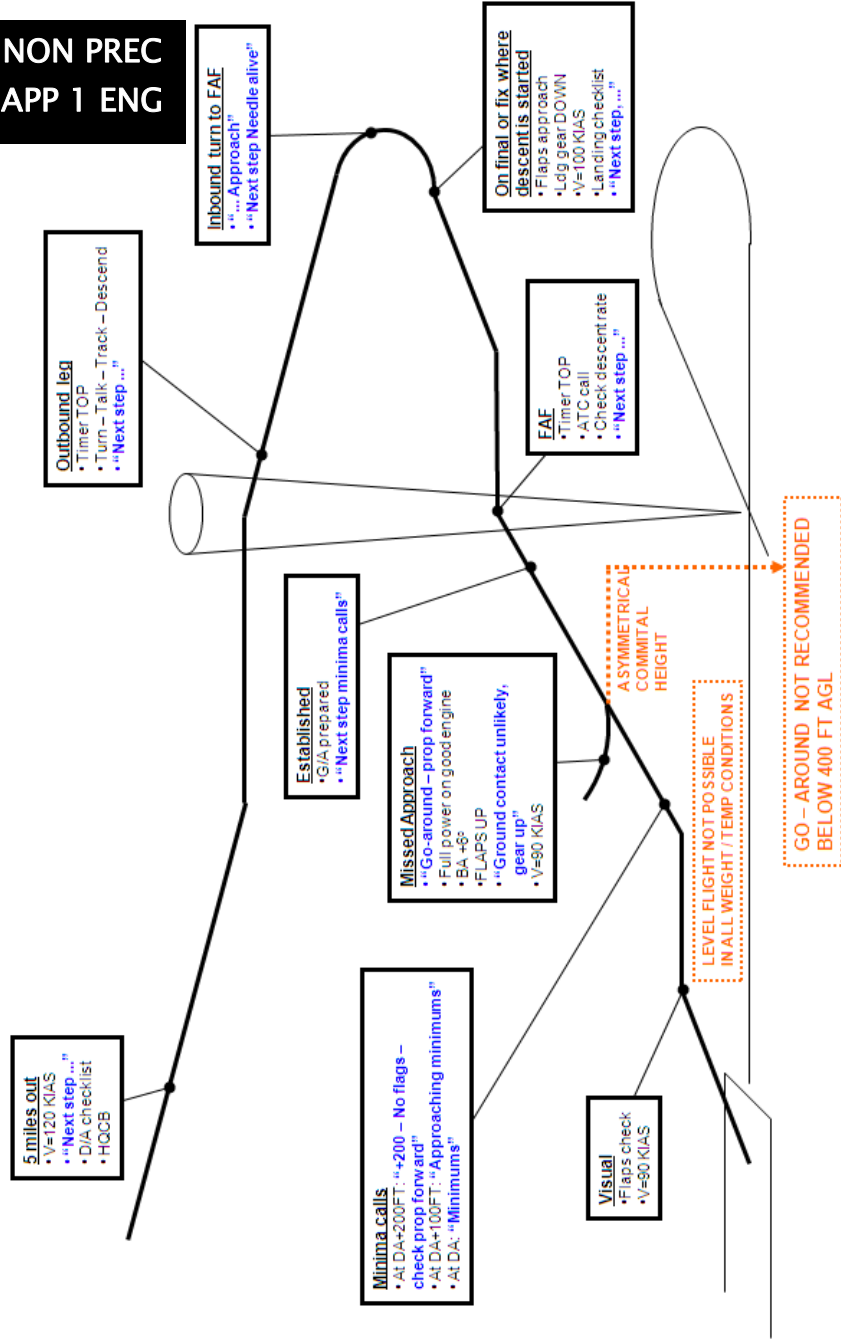 NON PREC
APP 1 ENG
5 miles out
• V=120 KIAS
• “Next step ...”
• D/A checklist
• HQCB
Outbound leg
• Timer TOP
• Turn – Talk – Track – Descend
• “Next step ...”
Inbound turn to FAF
• “... Approach”
• “Next step Needle alive”
On final or fix where
descent is started
• Flaps approach
• Ldg gear DOWN
• V=100 KIAS
• Landing checklist
• “Next step, ...”
FAF
• Timer TOP
• ATC call
• Check descent rate
• “Next step ...”
Established
• G/A prepared
• “Next step minima calls”
Missed Approach
• “Go-around – prop forward”
• Full power on good engine
• BA +6º
• FLAPS UP
• “Ground contact unlikely,
gear up”
• V=90 KIAS
Minima calls
• At DA+200FT: “+200 – No flags –
check prop forward”
• At DA+100FT: “Approaching minimums”
• At DA: “Minimums”
Visual
• Flaps check
• V=90 KIAS
ASYMMETRICAL
COMMITAL
HEIGHT
LEVEL FLIGHT NOT POSSIBLE
IN ALL WEIGHT / TEMP CONDITIONS
GO – AROUND NOT RECOMMENDED
BELOW 400 FT AGL